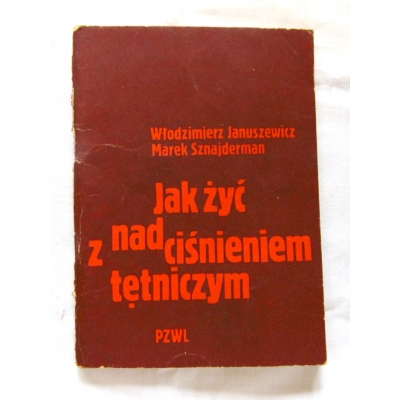 Włodzimierz Januszewicz
Marek Sznajderman
Jak żyć
z nadciśnieniem
tętniczym
PZWL